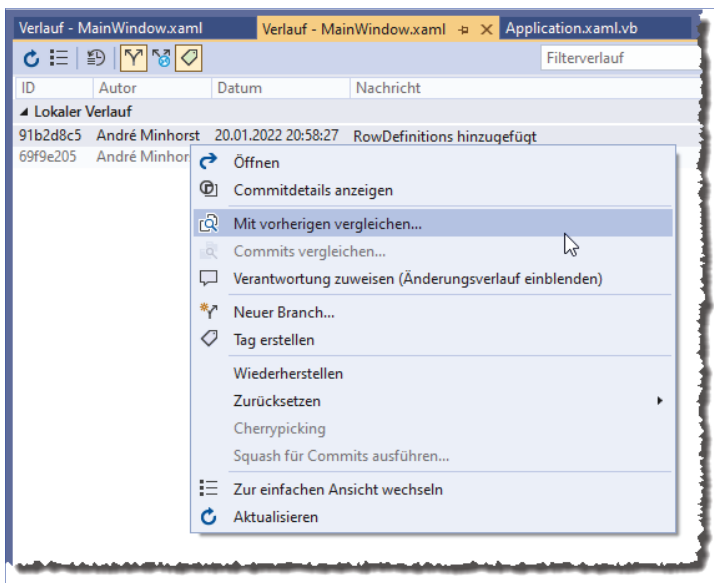 Verlauf - MainWindow.xaml
Verlauf - MainWindow.xaml
Application.xaml.vb
Filterverlauf
ID Autor Datum Nachricht
Lokaler Verlauf
91b2d8c5 André Minhorst 20.01.2022 20:58:27 RowDefinitions hinzugefügt
69f9e205 André Minhor
Öffnen
Commitdetails anzeigen
Mit vorherigen vergleichen...
Commits vergleichen...
Verantwortung zuweisen (Änderungsverlauf einblenden)
Neuer Branch...
Tag erstellen
Wiederherstellen
Zurücksetzen
Cherrypicking
Squash für Commits ausführen...
Zur einfachen Ansicht wechseln
Aktualisieren